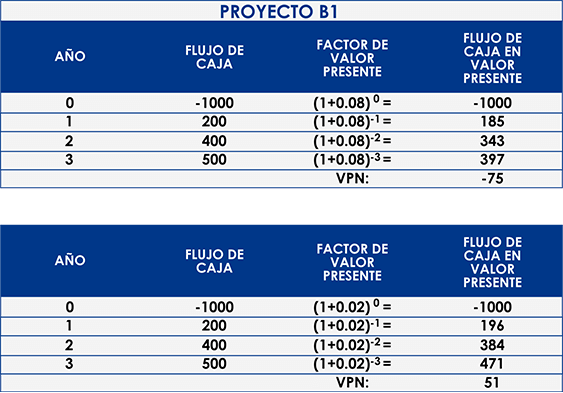 PROYECTO B1
AÑO FLUJO DE CAJA FACTOR DE VALOR PRESENTE FLUJO DE CAJA EN VALOR PRESENTE
0 -1000 (1+0.08) 0 = -1000
1 200 (1+0.08)-1 = 185
2 400 (1+0.08)-2 = 343
3 500 (1+0.08)-3 = 397
VPN: -75
AÑO FLUJO DE CAJA FACTOR DE VALOR PRESENTE FLUJO DE CAJA EN VALOR PRESENTE
0 -1000 (1+0.02) 0 = -1000
1 200 (1+0.02)-1 = 196
2 400 (1+0.02)-2 = 384
3 500 (1+0.02)-3 = 471
VPN: 51